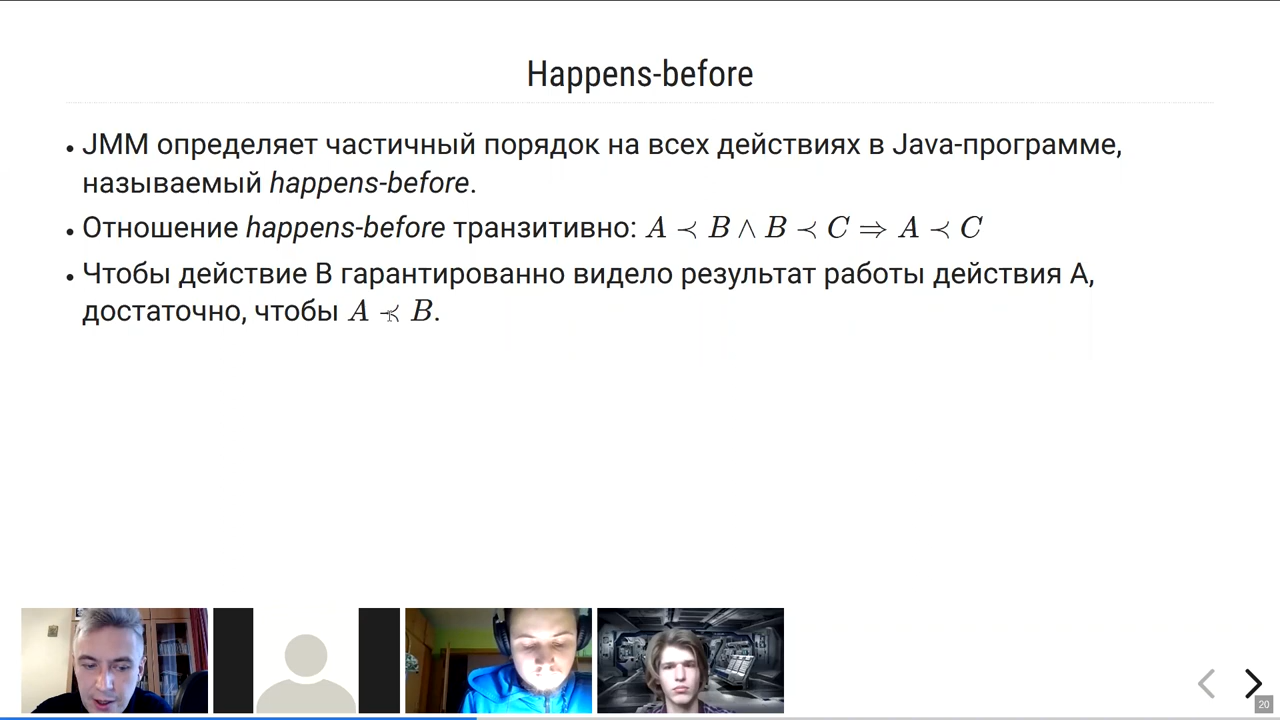 Happens-before
• JMM определяет частичный порядок на всех действиях в Java-программе,
называемый happens-before.
• Отношение happens-before транзитивно: A ≺ B ∧ B ≺ C ⇒ A ≺ C
• Чтобы действие B гарантированно видело результат работы действия A,
достаточно, чтобы A ≺ B.
20